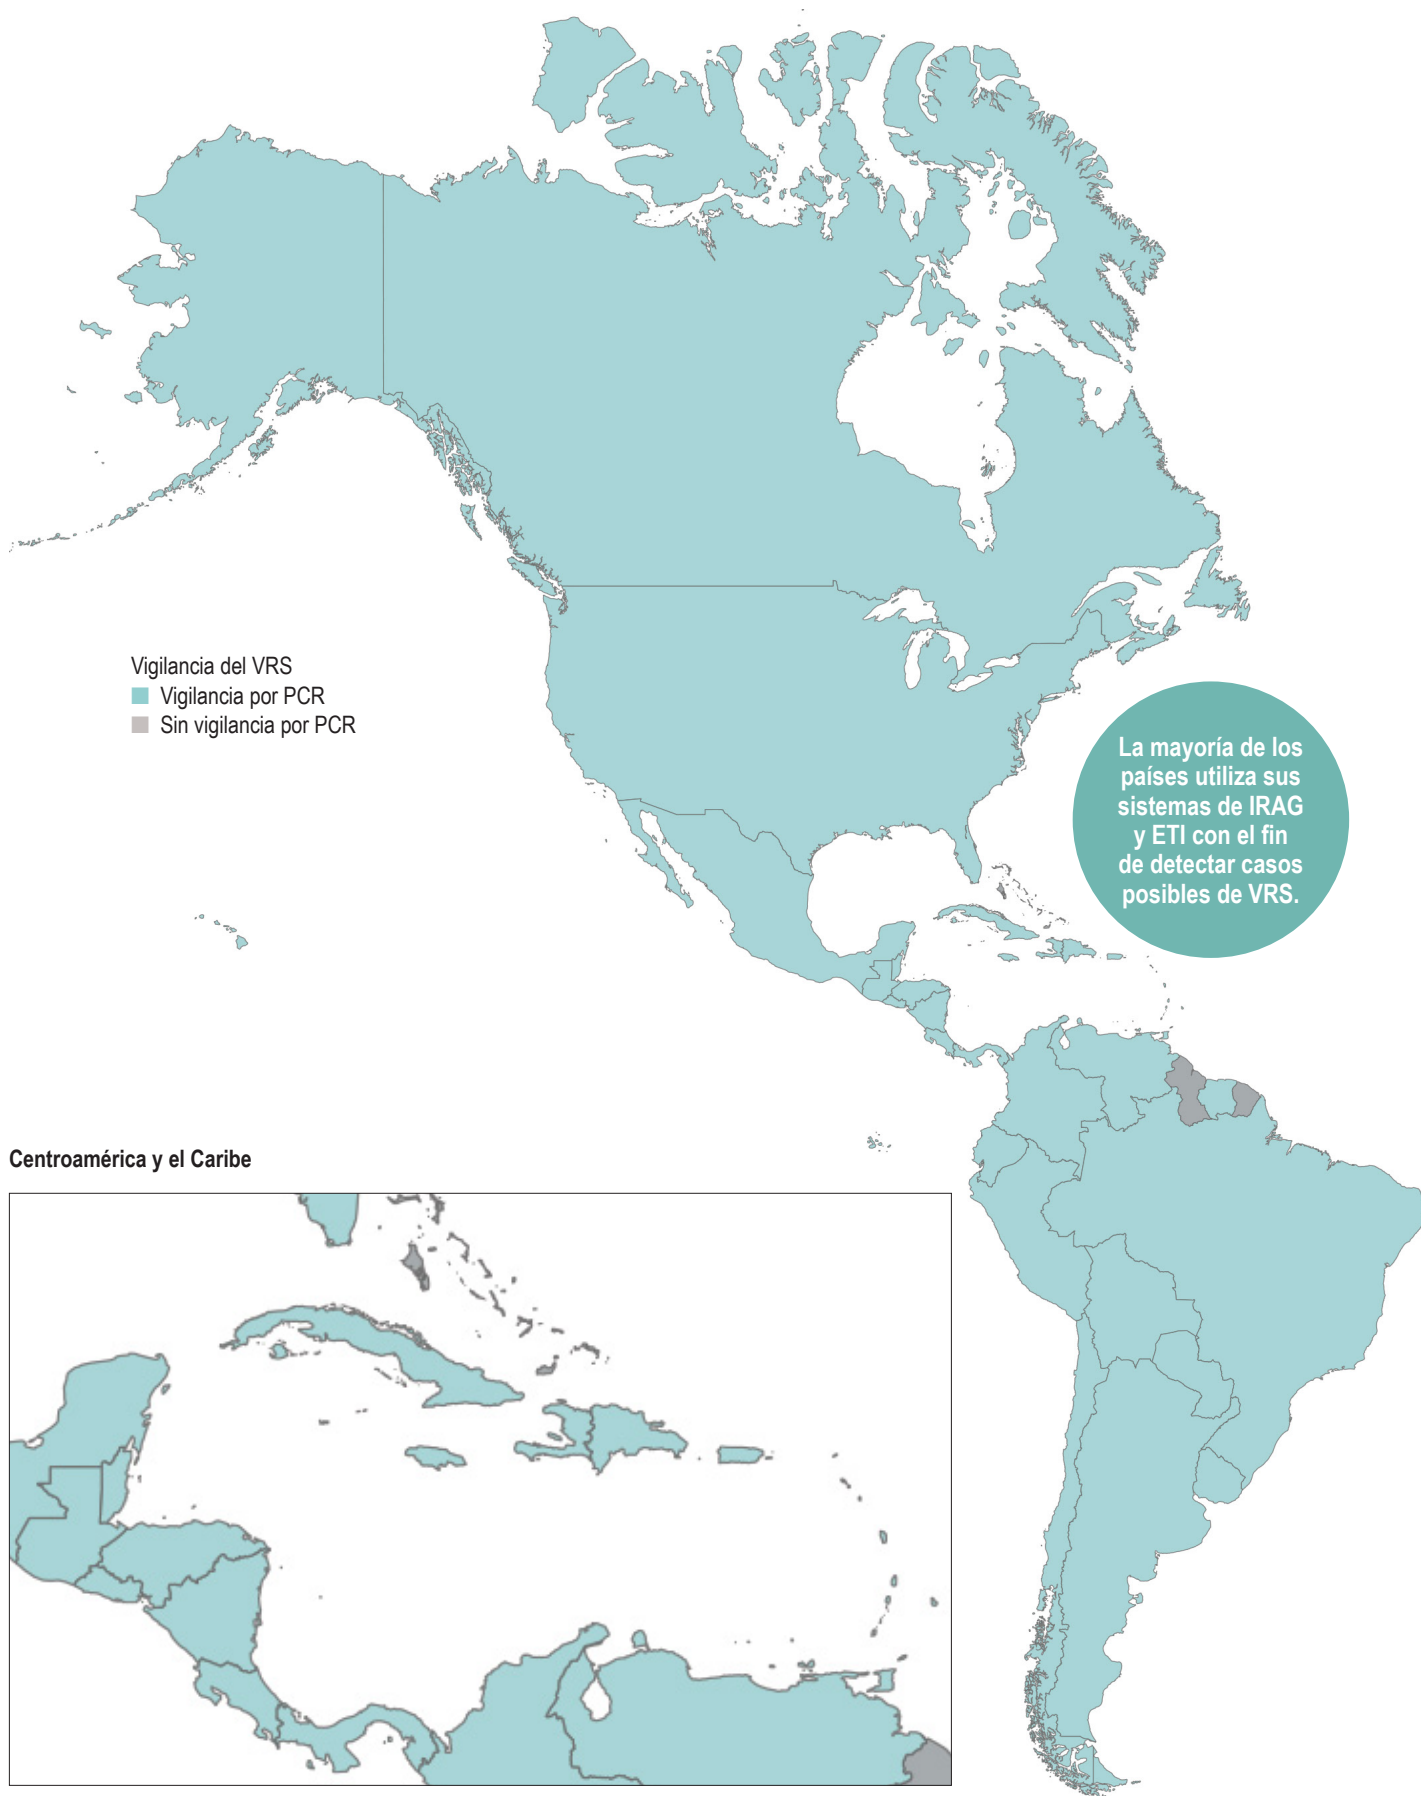 Vigilancia del VRS
Vigilancia por PCR
Sin vigilancia por PCR
La mayoría de los
países utiliza sus
sistemas de IRAG
y ETI con el fin
de detectar casos
posibles de VRS.
Centroamérica y el Caribe